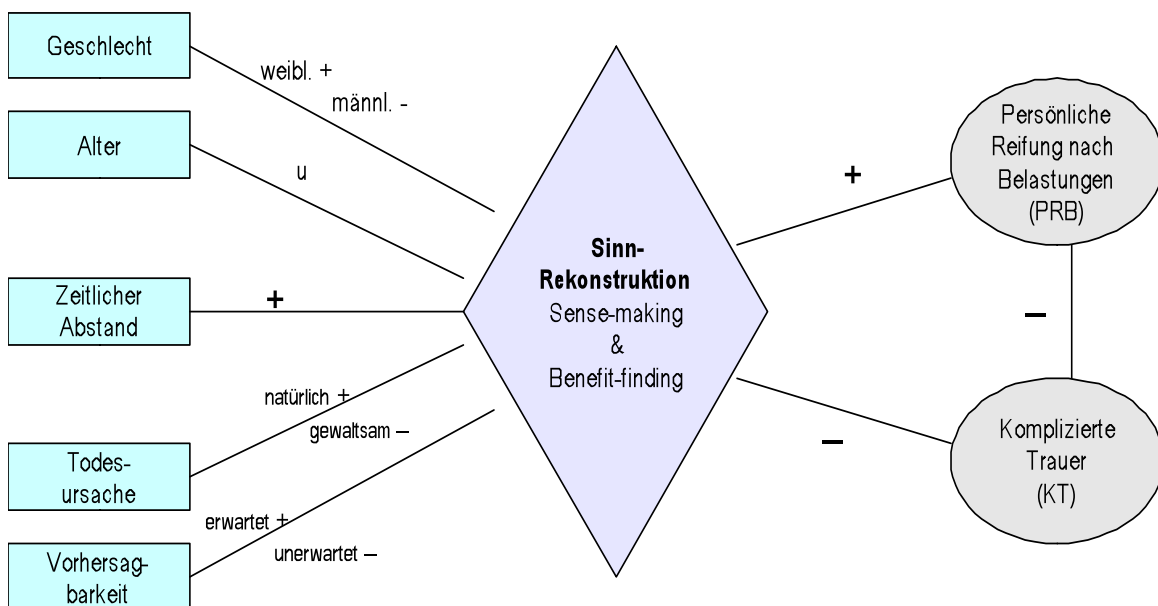 Geschlecht
weibl. +
männl. -
Alter
u
Zeitlicher
Abstand
+
natürlich +
gewaltsam –
Todes-
ursache
erwartet +
unerwartet –
Vorhersag-
barkeit
Sinn-
Rekonstruktion
Sense-making
&
Benefit-finding
+
–
Persönliche
Reifung nach
Belastungen
(PRB)
–
Komplizierte
Trauer
(KT)